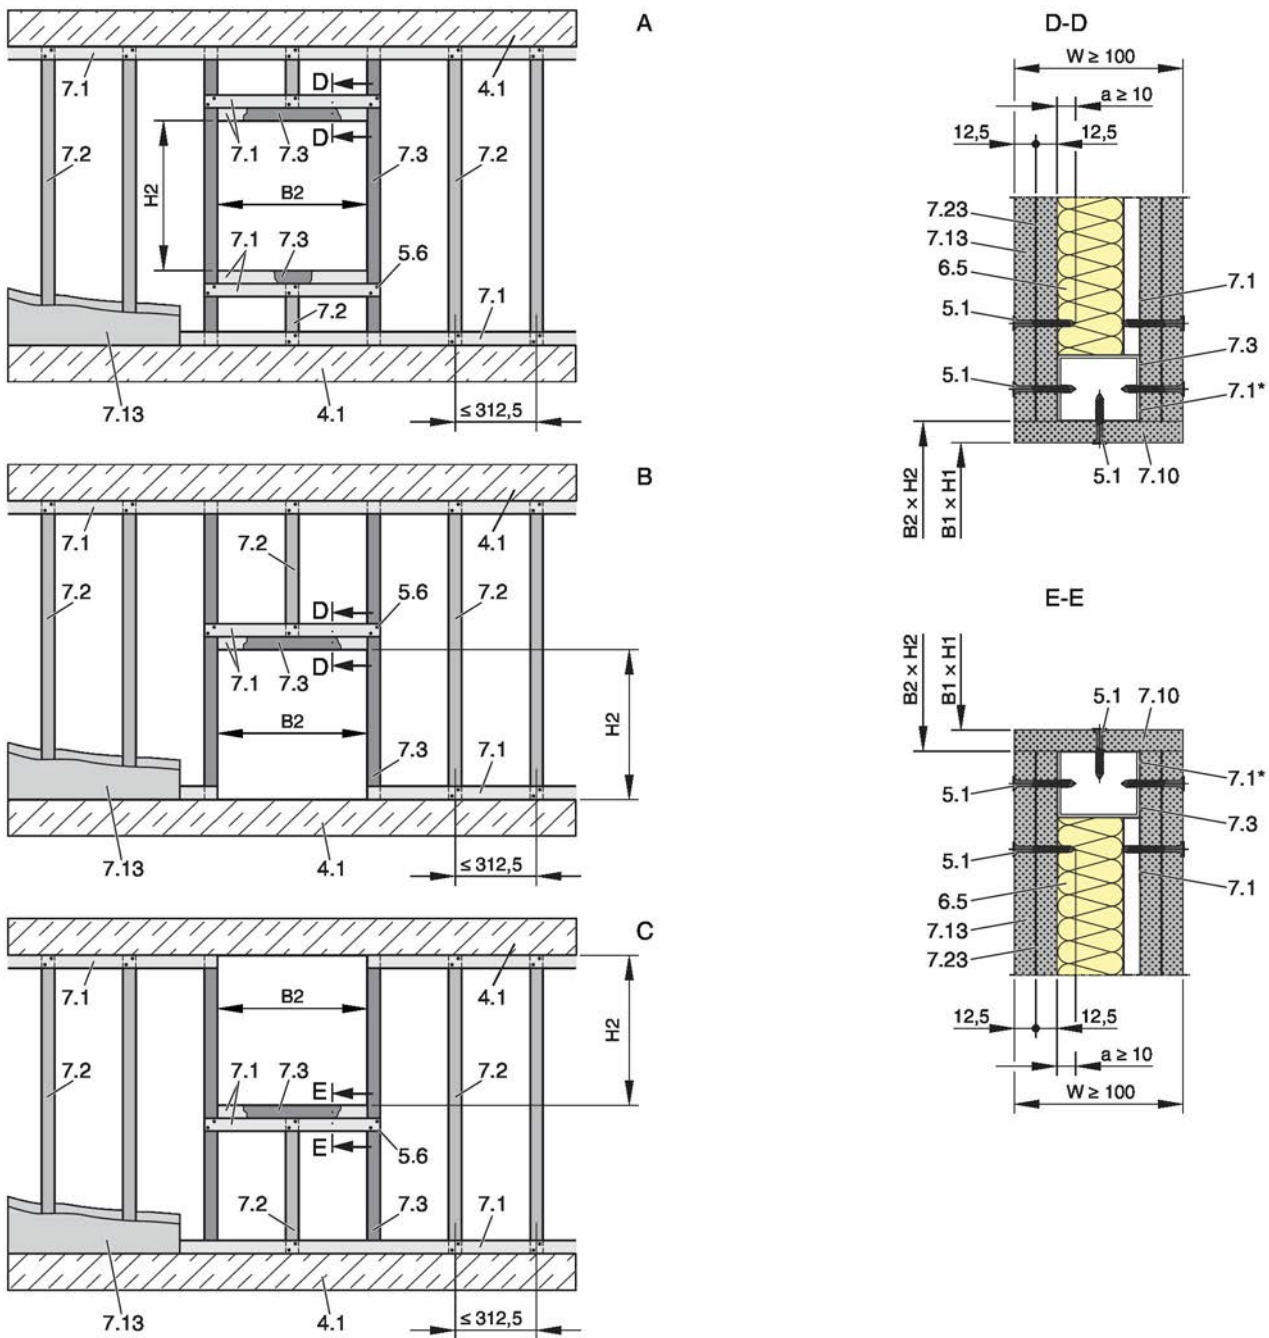 A
D
7.1
4.1
D
7.1
7.3
7.2
7.3
7.2
H2
B2
7.1
7.3
5.6
7.2
7.1
7.13
4.1
≤ 312,5
B
7.1
7.2
4.1
7.2
D
5.6
7.2
7.1
7.3
D
B2
H2
7.3
7.1
7.13
4.1
≤ 312,5
C
7.1
B2
4.1
H2
7.2
7.1
7.3
E
7.2
E
5.6
7.2
7.3
7.1
7.13
4.1
≤ 312,5
D-D
W ≥ 100
a ≥ 10
12,5
12,5
7.23
7.13
6.5
7.1
5.1
7.3
5.1
7.1*
5.1
7.10
B2 x H2
B1 x H1
E-E
B2 x H2
B1 x H1
5.1
7.10
7.1*
5.1
7.3
5.1
6.5
7.1
7.13
7.23
12,5
12,5
a ≥ 10
W ≥ 100